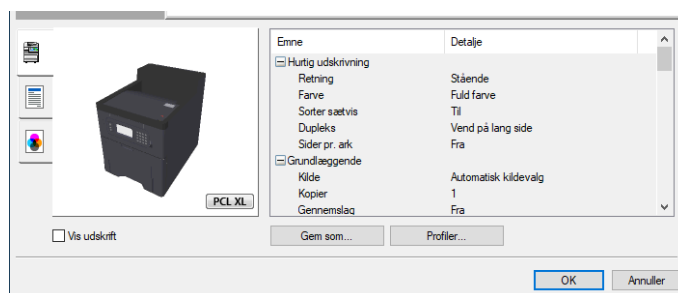 Emne Detalje
Hurtig udskrivning
Retning Stående
Farve Fuld farve
Sorter sætvis Til
Dupleks Vend på lang side
Sider pr. ark Fra
Grundlæggende
Kilde Automatisk kildevalg
Kopier 1
Gennemslag Fra
PCL XL
Vis udskrift Gem som... Profiler...
OK Annuller